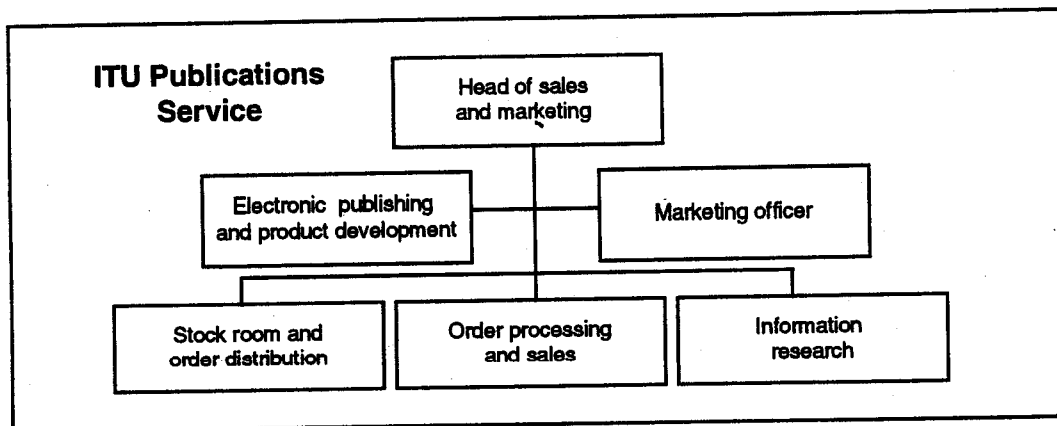 ITU Publications
Service
Head of sales
and marketing
Electronic publishing
and product development
Marketing officer
Stock room and
order distribution
Order processing
and sales
Information
research